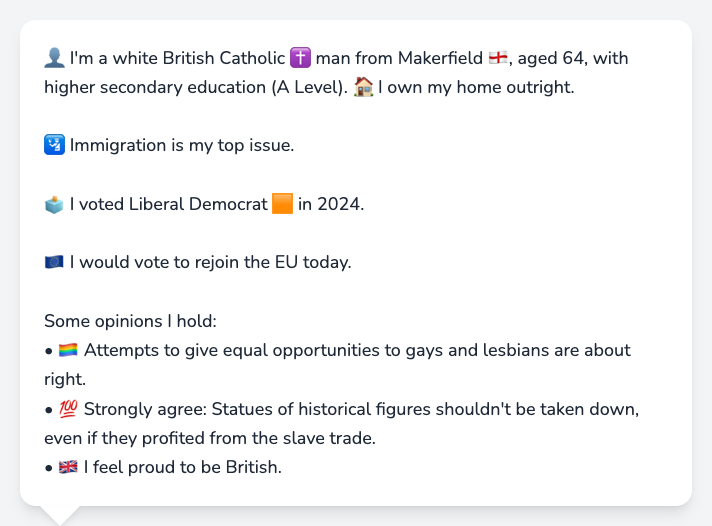 👤 I'm a white British Catholic ✝️ man from Makerfield 🏴󠁧󠁢󠁥󠁮󠁧󠁿, aged 64, with
higher secondary education (A Level). 🏠 I own my home outright.
🛂 Immigration is my top issue.
🗳️ I voted Liberal Democrat 🟧 in 2024.
🇪🇺 I would vote to rejoin the EU today.
Some opinions I hold:
• 🏳️‍🌈 Attempts to give equal opportunities to gays and lesbians are about
right.
• 💯 Strongly agree: Statues of historical figures shouldn't be taken down,
even if they profited from the slave trade.
• 🇬🇧 I feel proud to be British.